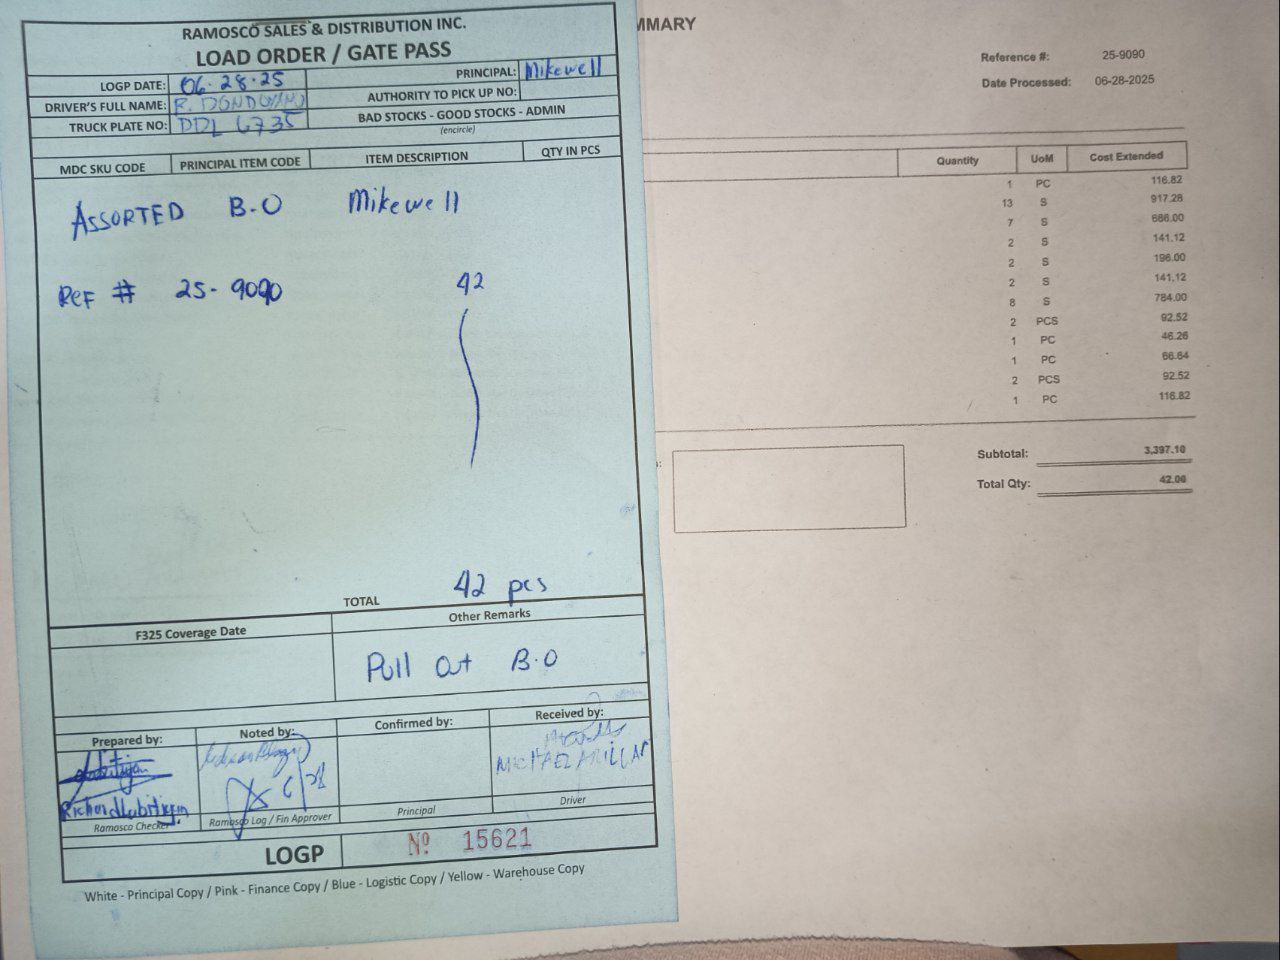 RAMOSCO SALES & DISTRIBUTION INC.
LOAD ORDER / GATE PASS
LOGP DATE: 06-28-25
PRINCIPAL: Mikewell
DRIVER'S FULL NAME: R.
AUTHORITY TO PICK UP NO:
TRUCK PLATE NO: DDL 6735
BAD STOCKS - GOOD STOCKS - ADMIN
(encircle)
MDC SKU CODE PRINCIPAL ITEM CODE ITEM DESCRIPTION QTY IN PCS
ASSORTED B.O Mikewell
REF # 25-9090 42
TOTAL 42 pcs
F325 Coverage Date Other Remarks
Pull Out B.O
Prepared by: Noted by: Confirmed by: Received by:
MICHAEL
Ramosco Checker Ramosco Log / Fin Approver Principal Driver
LOGP Nº 15621
White - Principal Copy / Pink - Finance Copy / Blue - Logistic Copy / Yellow - Warehouse Copy
MMARY
Reference #: 25-9090
Date Processed: 06-28-2025
Quantity UoM Cost Extended
1 PC 116.82
13 S 917.28
7 S 686.00
2 S 141.12
2 S 196.00
2 S 141.12
8 S 784.00
2 PCS 92.52
1 PC 46.26
1 PC 66.64
2 PCS 92.52
1 PC 116.82
Subtotal: 3,397.10
Total Qty: 42.00